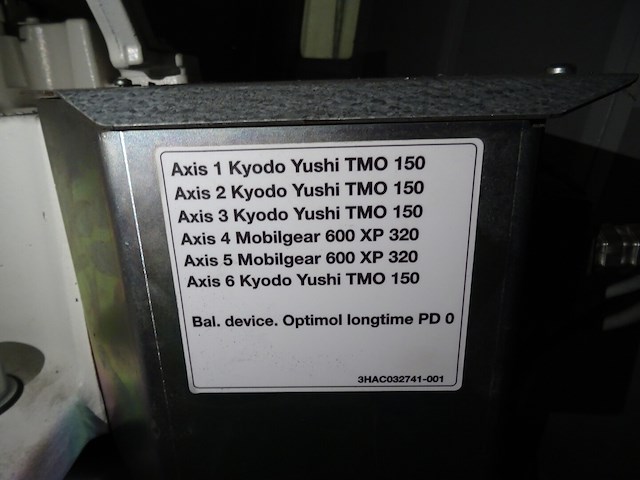 Axis 1 Kyodo Yushi TMO 150
Axis 2 Kyodo Yushi TMO 150
Axis 3 Kyodo Yushi TMO 150
Axis 4 Mobilgear 600 XP 320
Axis 5 Mobilgear 600 XP 320
Axis 6 Kyodo Yushi TMO 150
Bal. device. Optimol longtime PD 0
3HAC032741-001